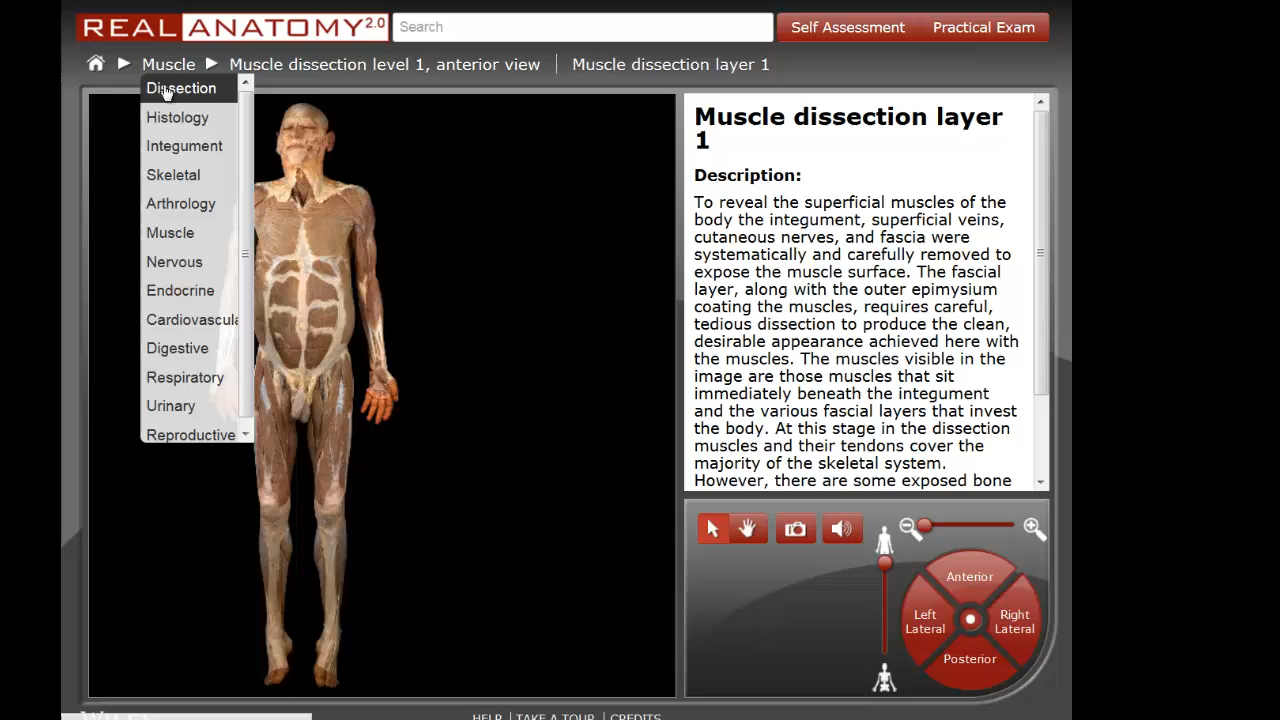 REAL ANATOMY 2.0
Search
Self Assessment
Practical Exam
Muscle
Muscle dissection level 1, anterior view
Muscle dissection layer 1
Dissection
Histology
Integument
Skeletal
Arthrology
Muscle
Nervous
Endocrine
Cardiovascula
Digestive
Respiratory
Urinary
Reproductive
Muscle dissection layer
1
Description:
To reveal the superficial muscles of the
body the integument, superficial veins,
cutaneous nerves, and fascia were
systematically and carefully removed to
expose the muscle surface. The fascial
layer, along with the outer epimysium
coating the muscles, requires careful,
tedious dissection to produce the clean,
desirable appearance achieved here with
the muscles. The muscles visible in the
image are those muscles that sit
immediately beneath the integument
and the various fascial layers that invest
the body. At this stage in the dissection
muscles and their tendons cover the
majority of the skeletal system.
However, there are some exposed bone
Anterior
Left
Lateral
Right
Lateral
Posterior
HELP | TAKE A TOUR | CREDITS